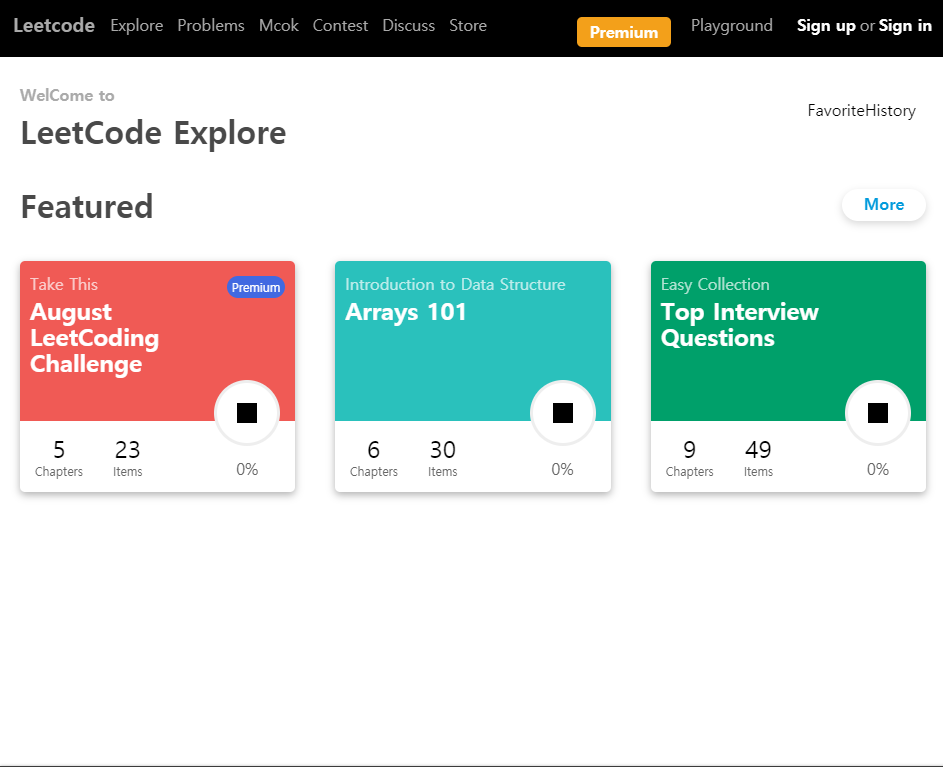 Leetcode Explore Problems Mcok Contest Discuss Store Premium Playground Sign up or Sign in
WelCome to
LeetCode Explore
FavoriteHistory
Featured
More
Take This
Premium
August
LeetCoding
Challenge
5 23
Chapters Items
0%
Introduction to Data Structure
Arrays 101
6 30
Chapters Items
0%
Easy Collection
Top Interview
Questions
9 49
Chapters Items
0%